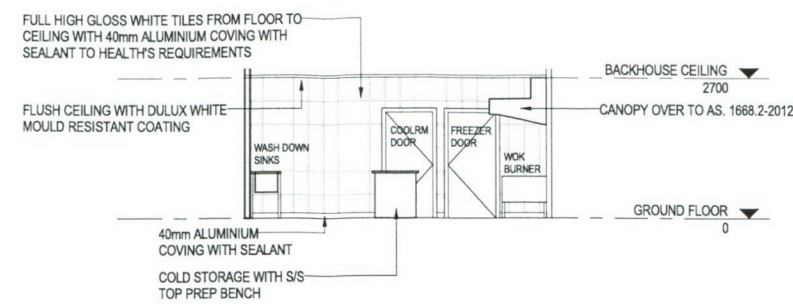 FULL HIGH GLOSS WHITE TILES FROM FLOOR TO
CEILING WITH 40mm ALUMINIUM COVING WITH
SEALANT TO HEALTH'S REQUIREMENTS
BACKHOUSE CEILING
2700
FLUSH CEILING WITH DULUX WHITE
MOULD RESISTANT COATING
CANOPY OVER TO AS. 1668.2-2012
COOLRM
DOOR
FREEZER
DOOR
WASH DOWN
SINKS
WOK
BURNER
GROUND FLOOR
0
40mm ALUMINIUM
COVING WITH SEALANT
COLD STORAGE WITH S/S
TOP PREP BENCH